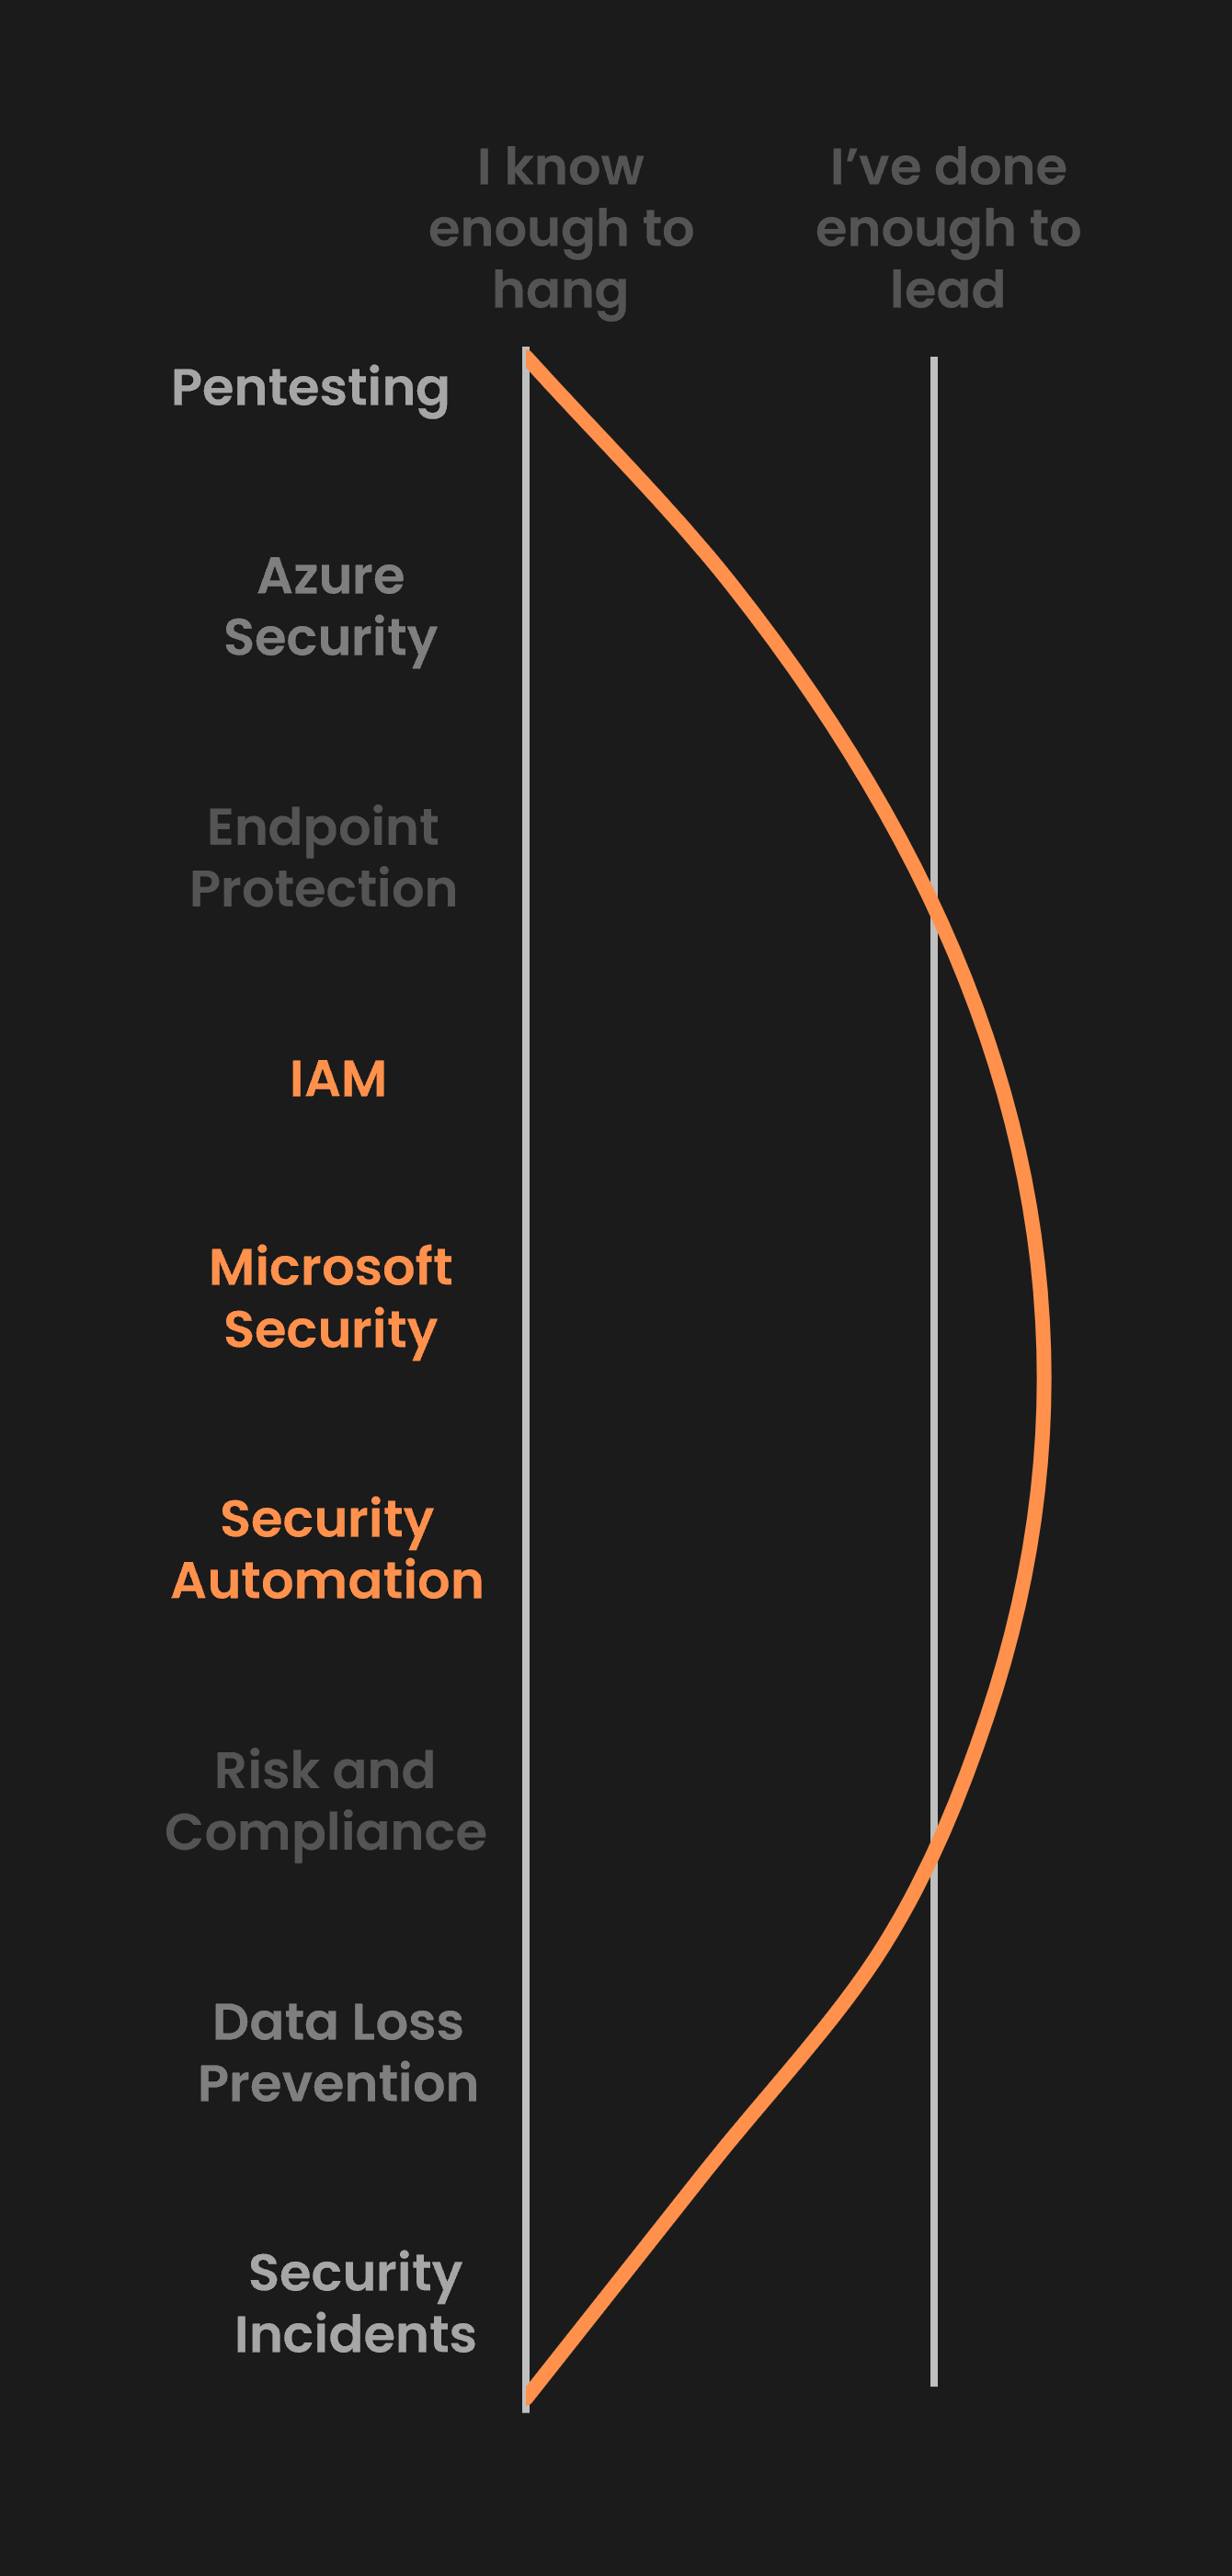 I know
enough to
hang
I’ve done
enough to
lead
Pentesting
Azure
Security
Endpoint
Protection
IAM
Microsoft
Security
Security
Automation
Risk and
Compliance
Data Loss
Prevention
Security
Incidents